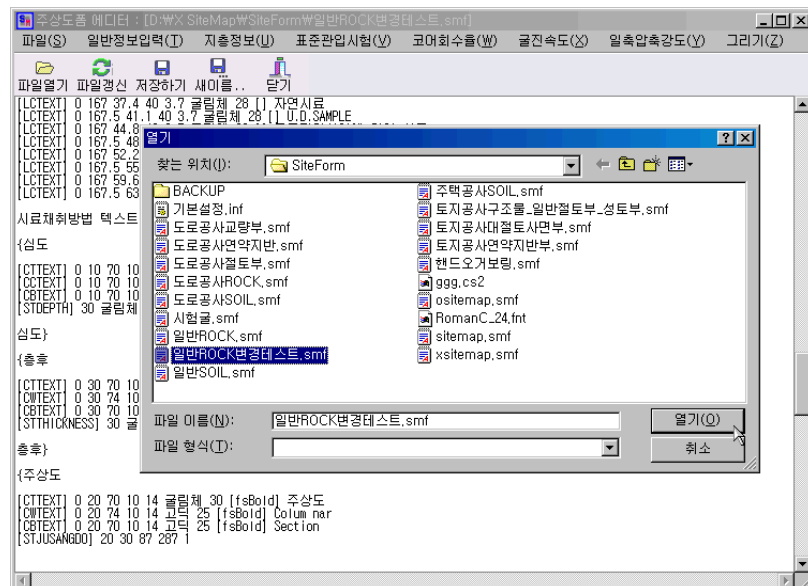 주상도폼 에디터 : [D:₩X SiteMap₩SiteForm₩일반ROCK변경테스트.smf]
파일(S) 일반정보입력(T) 지층정보(U) 표준관입시험(V) 코어회수율(W) 굴진속도(X) 일축압축강도(Y) 그리기(Z)
파일열기 파일갱신 저장하기 새이름.. 닫기
[LCTEXT] 0 167 37.4 40 3.7 굴림체 28 [] 자연시료
[LCTEXT] 0 167.5 41.1 40 3.7 굴림체 28 [] U.D.SAMPLE
[LCTEXT] 0 167 44.8
[LCTEXT] 0 167.5 48
[LCTEXT] 0 167 52.2
[LCTEXT] 0 167.5 55
[LCTEXT] 0 167 59.6
[LCTEXT] 0 167.5 63
시료채취방법 텍스트
{심도
[CTTEXT] 0 10 70 10
[CCTEXT] 0 10 70 10
[CBTEXT] 0 10 70 10
[STDEPTH] 30 굴림체
심도}
{층후
[CTTEXT] 0 30 70 10
[CWTEXT] 0 30 74 10
[CBTEXT] 0 30 70 10
[STTHICKNESS] 30 굴
층후}
{주상도
[CTTEXT] 0 20 70 10 14 굴림체 30 [fsBold] 주상도
[CWTEXT] 0 20 74 10 14 고딕 25 [fsBold] Colum nar
[CBTEXT] 0 20 70 10 14 고딕 25 [fsBold] Section
[STJUSANGDO] 20 30 87 287 1
열기
찾는 위치(I): SiteForm
BACKUP
기본설정.inf
도로공사교량부.smf
도로공사연약지반.smf
도로공사절토부.smf
도로공사ROCK.smf
도로공사SOIL.smf
시험굴.smf
일반ROCK.smf
일반ROCK변경테스트.smf
일반SOIL.smf
주택공사SOIL.smf
토지공사구조물_일반절토부_성토부.smf
토지공사대절토사면부.smf
토지공사연약지반부.smf
핸드오거보링.smf
ggg.cs2
ositemap.smf
RomanC_24.fnt
sitemap.smf
xsitemap.smf
파일 이름(N): 일반ROCK변경테스트.smf 열기(O)
파일 형식(T): 취소